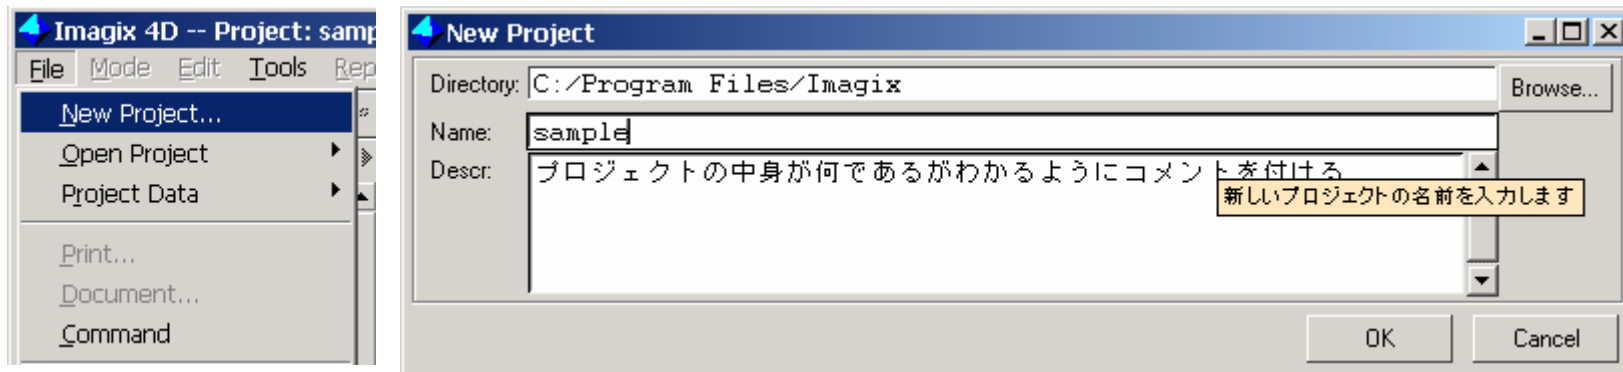 Imagix 4D -- Project: samp
File Mode Edit Tools Rep
New Project...
Open Project
Project Data
Print...
Document...
Command
New Project
Directory: C:/Program Files/Imagix Browse...
Name: sample
Descr: プロジェクトの中身が何であるがわかるようにコメントを付ける
新しいプロジェクトの名前を入力します
OK Cancel